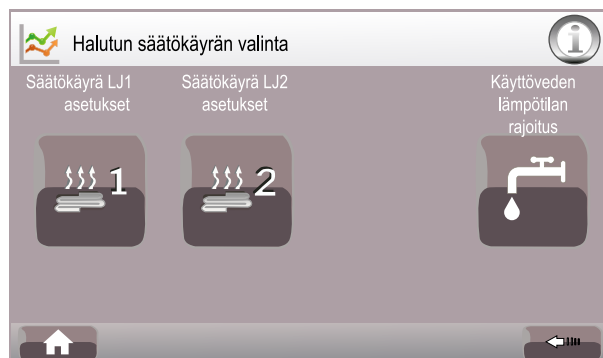 Halutun säätökäyrän valinta
Säätökäyrä LJ1
asetukset
Säätökäyrä LJ2
asetukset
Käyttöveden
lämpötilan
rajoitus
1
2